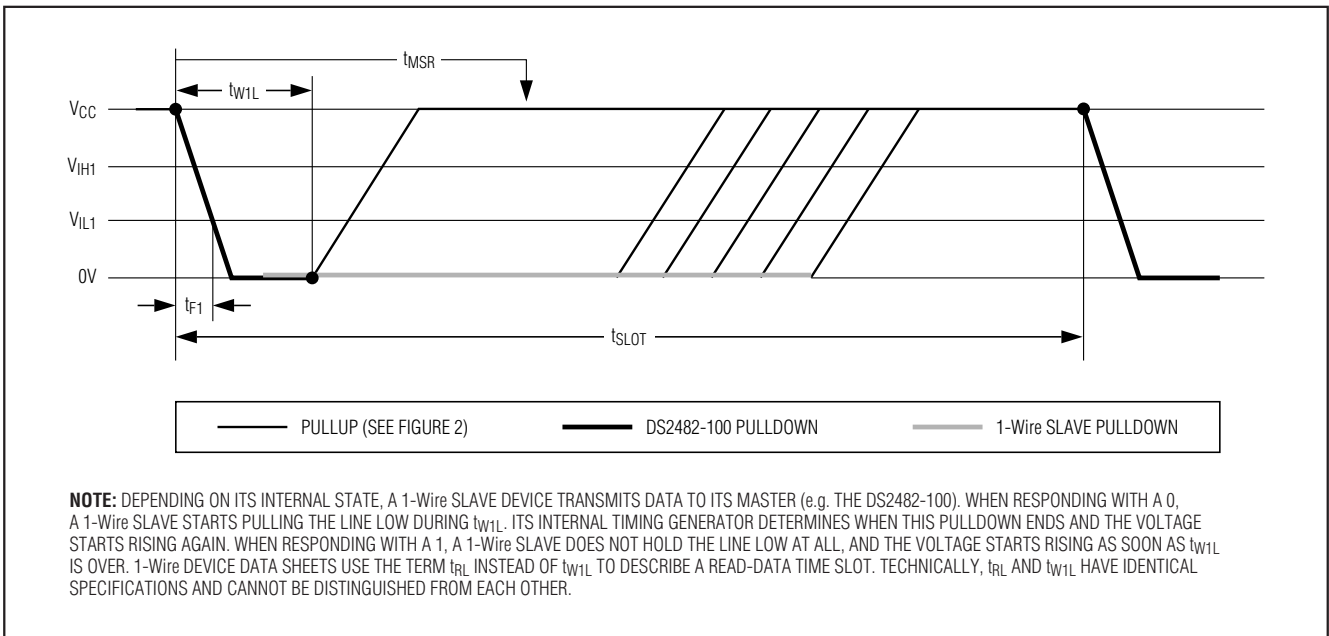 tMSR
tW1L
VCC
VIH1
VIL1
0V
tF1
tSLOT
PULLUP (SEE FIGURE 2) DS2482-100 PULLDOWN 1-Wire SLAVE PULLDOWN
NOTE: DEPENDING ON ITS INTERNAL STATE, A 1-Wire SLAVE DEVICE TRANSMITS DATA TO ITS MASTER (e.g. THE DS2482-100). WHEN RESPONDING WITH A 0,
A 1-Wire SLAVE STARTS PULLING THE LINE LOW DURING tW1L. ITS INTERNAL TIMING GENERATOR DETERMINES WHEN THIS PULLDOWN ENDS AND THE VOLTAGE
STARTS RISING AGAIN. WHEN RESPONDING WITH A 1, A 1-Wire SLAVE DOES NOT HOLD THE LINE LOW AT ALL, AND THE VOLTAGE STARTS RISING AS SOON AS tW1L
IS OVER. 1-Wire DEVICE DATA SHEETS USE THE TERM tRL INSTEAD OF tW1L TO DESCRIBE A READ-DATA TIME SLOT. TECHNICALLY, tRL AND tW1L HAVE IDENTICAL
SPECIFICATIONS AND CANNOT BE DISTINGUISHED FROM EACH OTHER.